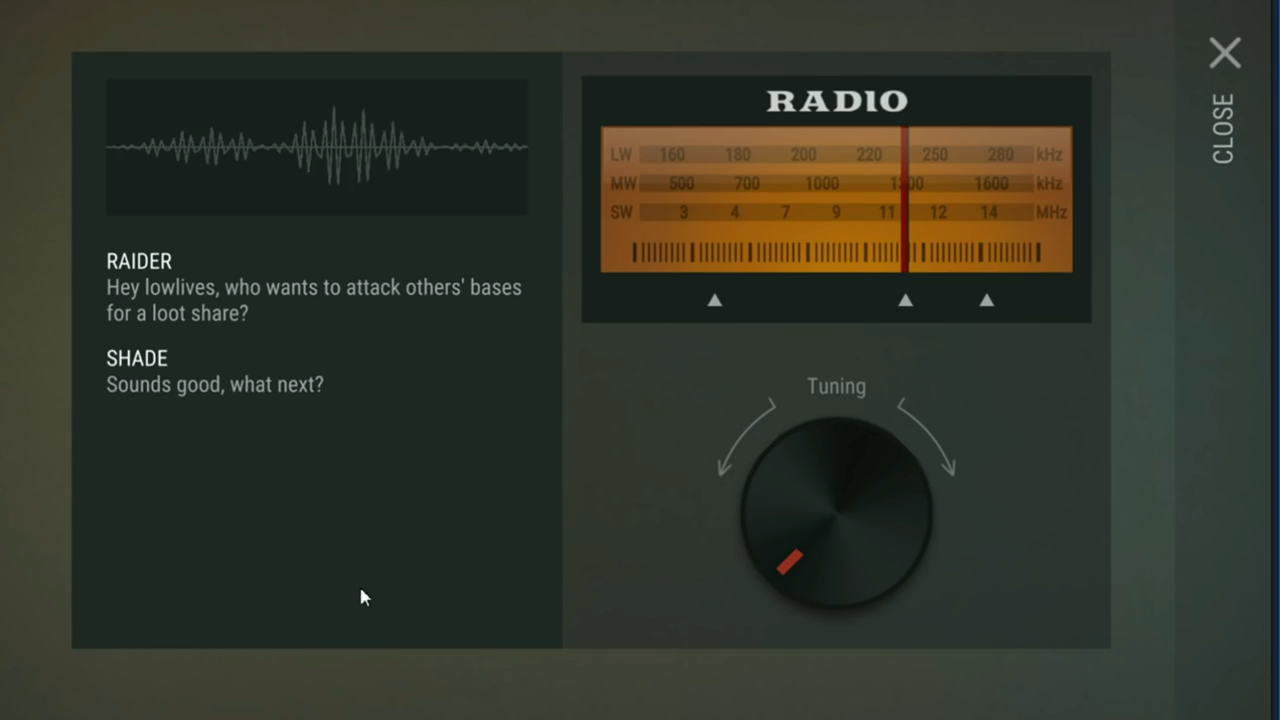 RADIO
LW 160 180 200 220 250 280 kHz
MW 500 700 1000 1300 1600 kHz
SW 3 4 7 9 11 12 14 MHz
RAIDER
Hey lowlives, who wants to attack others' bases
for a loot share?
SHADE
Sounds good, what next?
Tuning
CLOSE